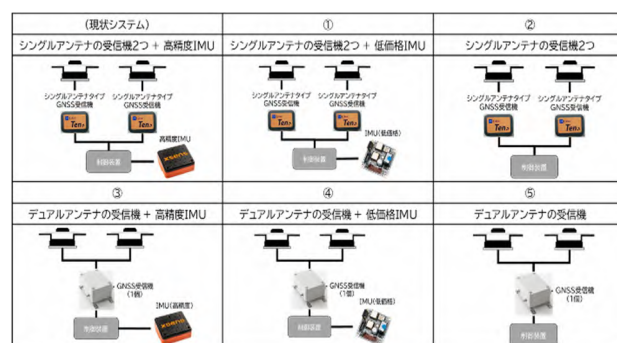 (現状システム)
シングルアンテナの受信機2つ + 高精度IMU
シングルアンテナタイプ
GNSS受信機
シングルアンテナタイプ
GNSS受信機
Ten
Ten
高精度IMU
制御装置
xsens
①
シングルアンテナの受信機2つ + 低価格IMU
シングルアンテナタイプ
GNSS受信機
シングルアンテナタイプ
GNSS受信機
Ten
Ten
IMU(低価格)
制御装置
②
シングルアンテナの受信機2つ
シングルアンテナタイプ
GNSS受信機
シングルアンテナタイプ
GNSS受信機
Ten
Ten
制御装置
③
デュアルアンテナの受信機 + 高精度IMU
GNSS受信機
(1個)
IMU(高精度)
制御装置
xsens
④
デュアルアンテナの受信機 + 低価格IMU
GNSS受信機
(1個)
IMU(低価格)
制御装置
⑤
デュアルアンテナの受信機
GNSS受信機
(1個)
制御装置